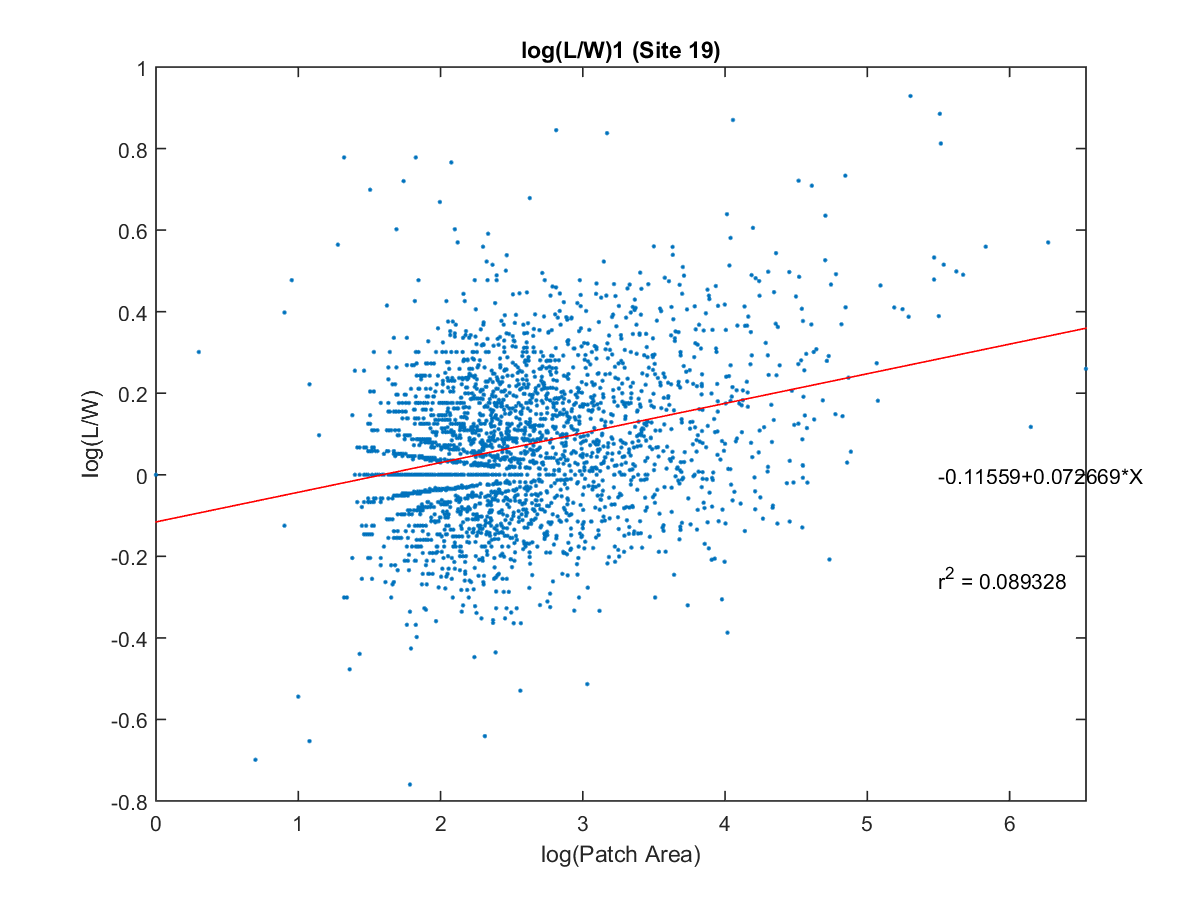 log(L/W)1 (Site 19)
1
0.8
0.6
0.4
0.2
0
-0.2
-0.4
-0.6
-0.8
log(L/W)
-0.11559+0.072669*X
r² = 0.089328
0 1 2 3 4 5 6
log(Patch Area)